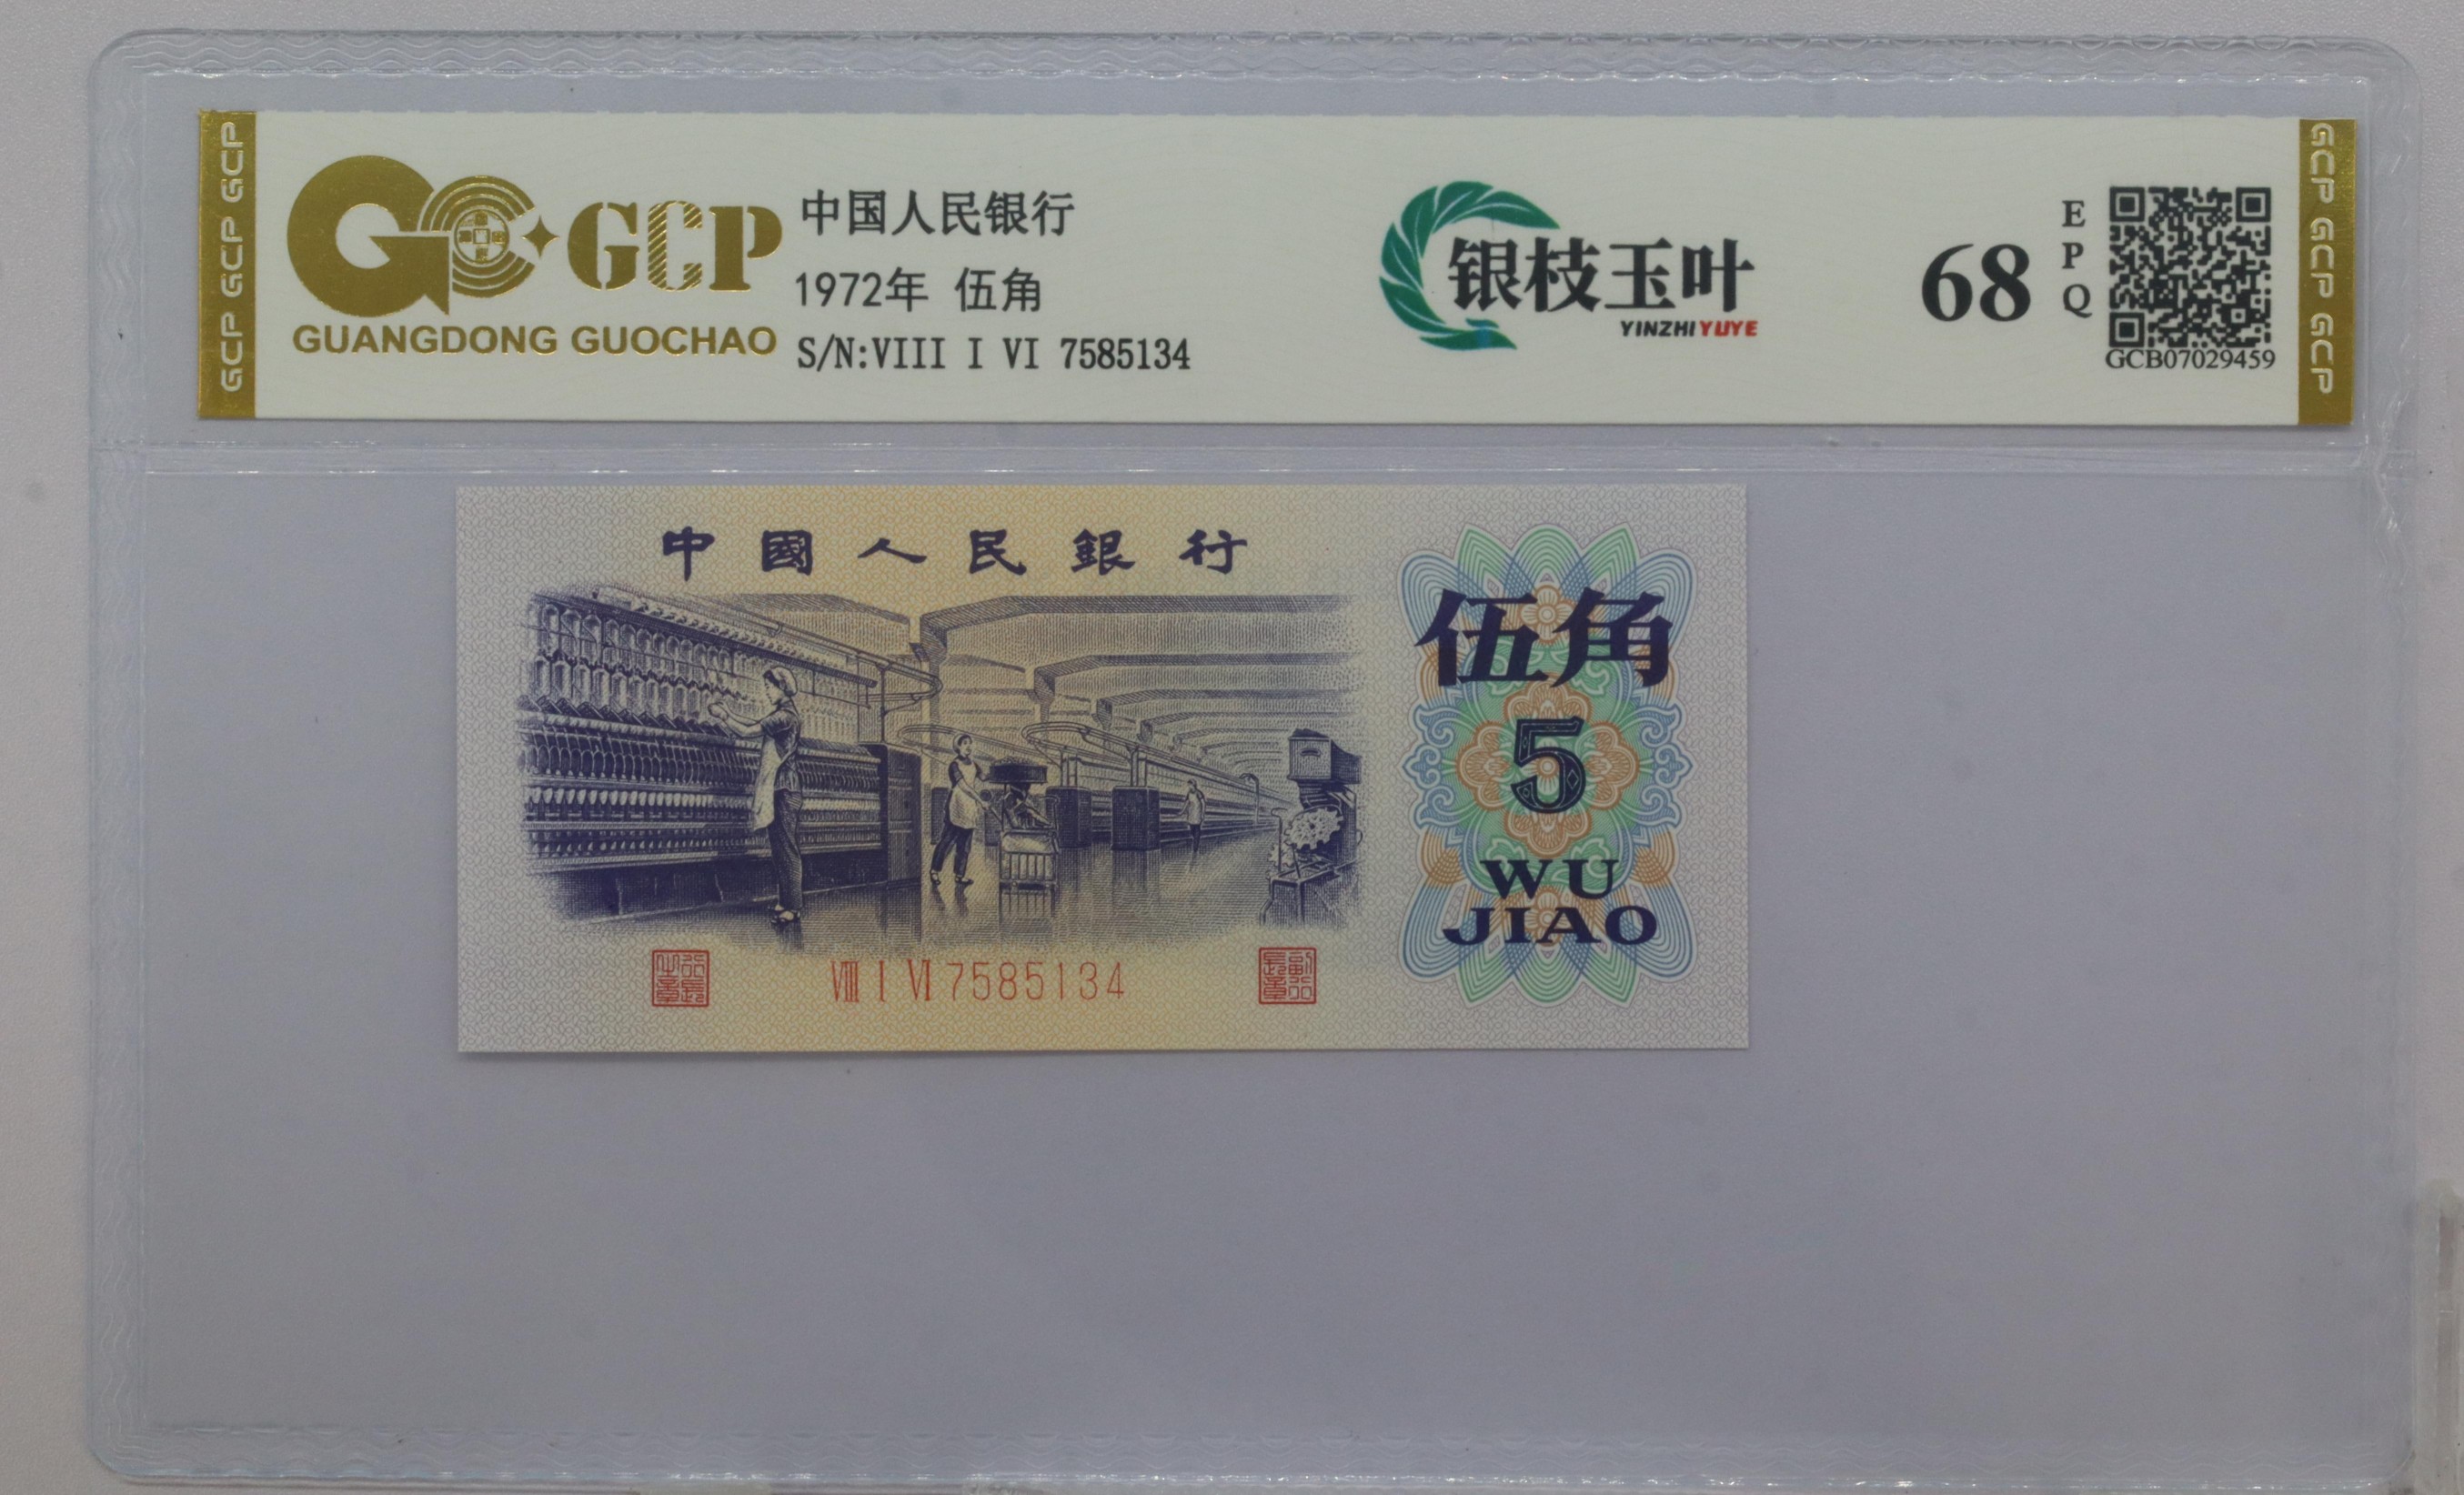 GCP GCP GCP
GCP
GUANGDONG GUOCHAO
中国人民银行
1972年 伍角
S/N:VIII I VI 7585134
银枝玉叶
YINZHIYUYE
68
EPQ
GCB07029459
GCP GCP GCP
中國人民銀行
伍角
5
WU
JIAO
VIII I VI 7585134